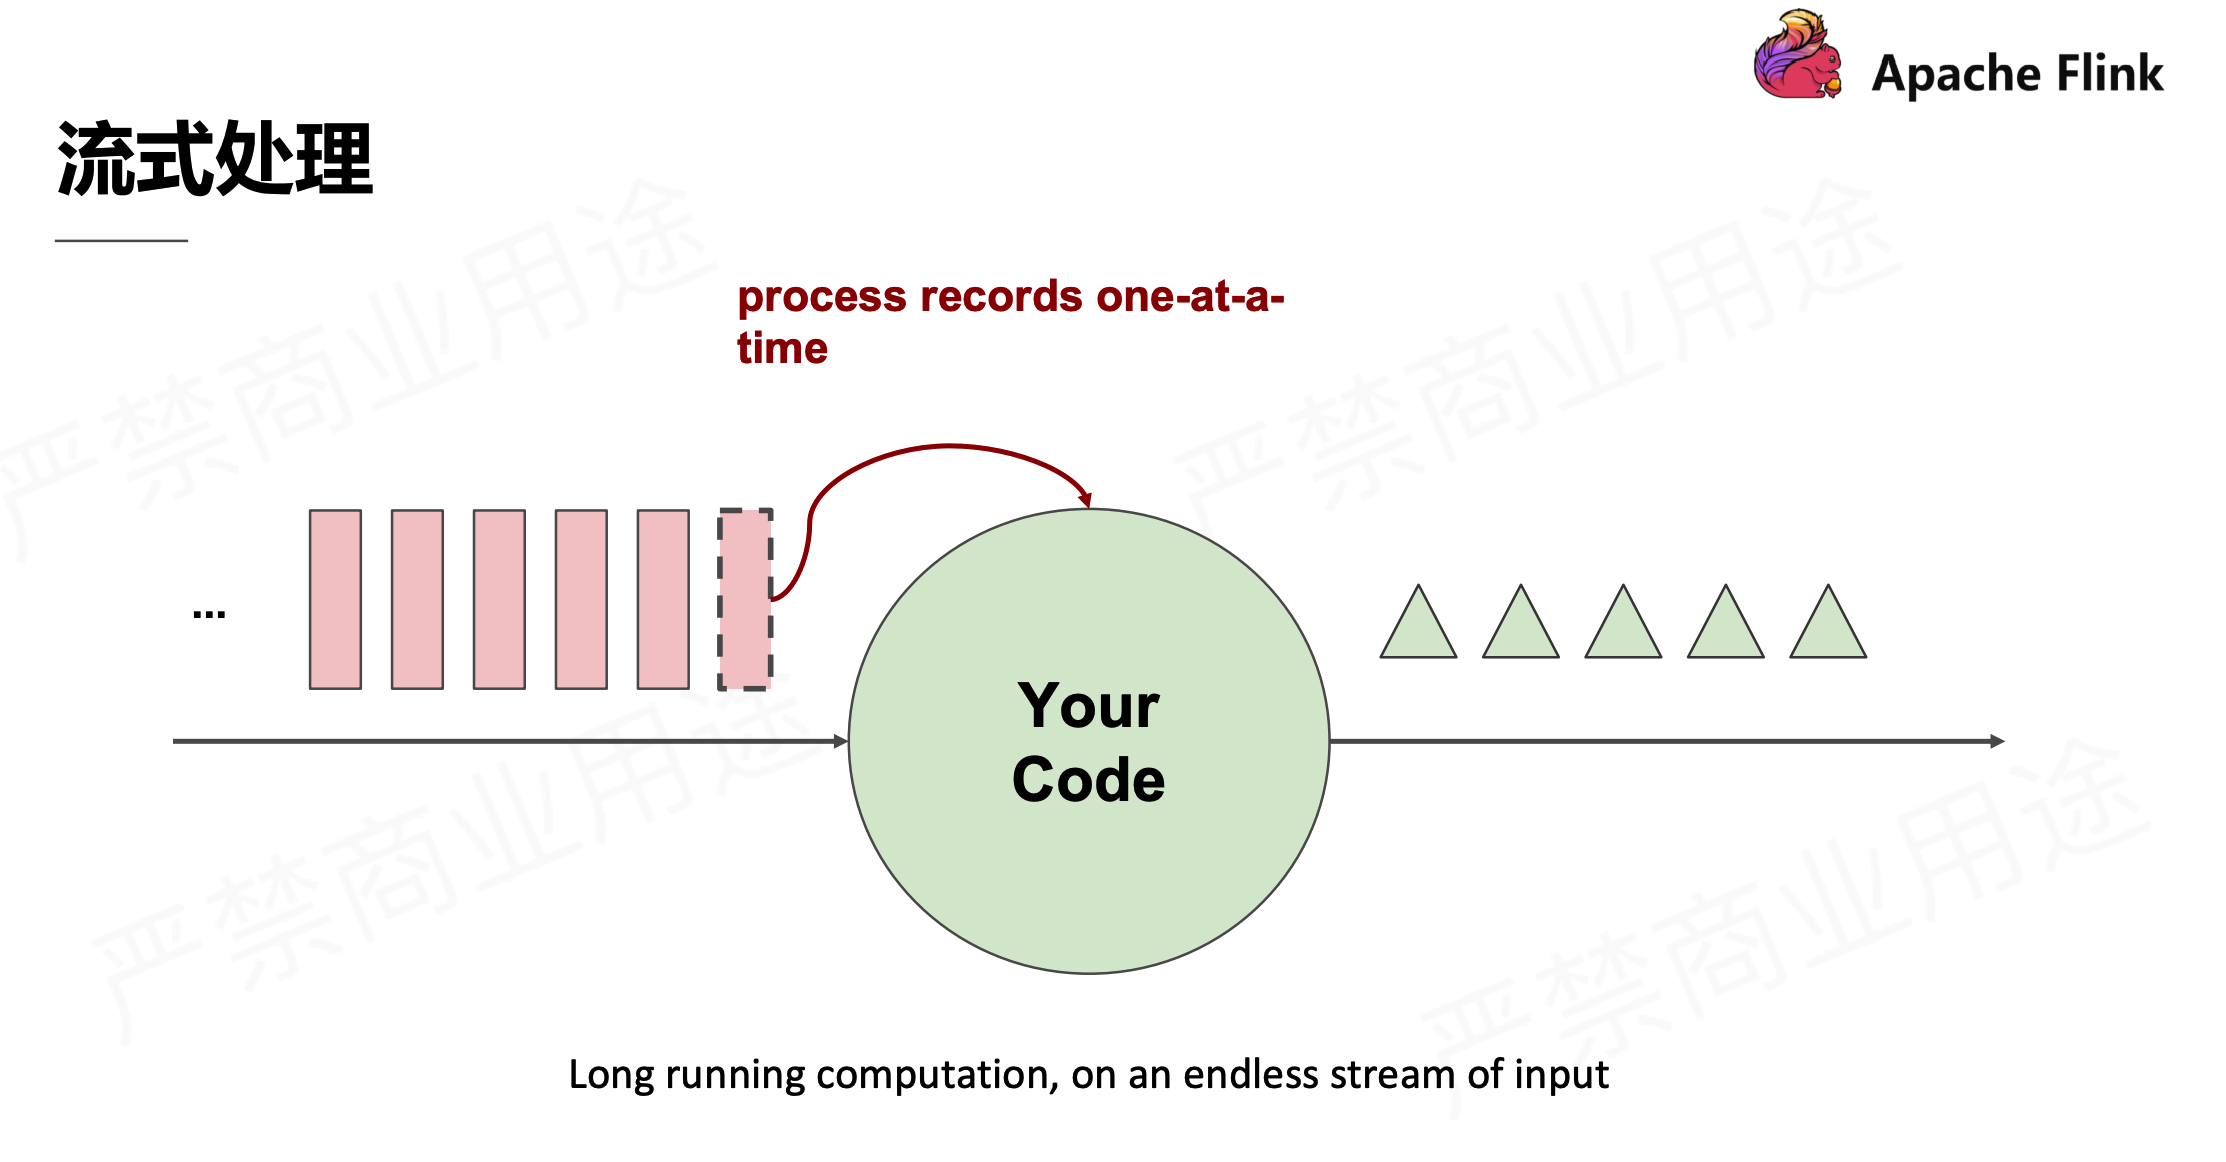 Apache Flink
流式处理
process records one-at-a-
time
...
Your
Code
Long running computation, on an endless stream of input
严禁商业用途
严禁商业用途
严禁商业用途
严禁商业用途